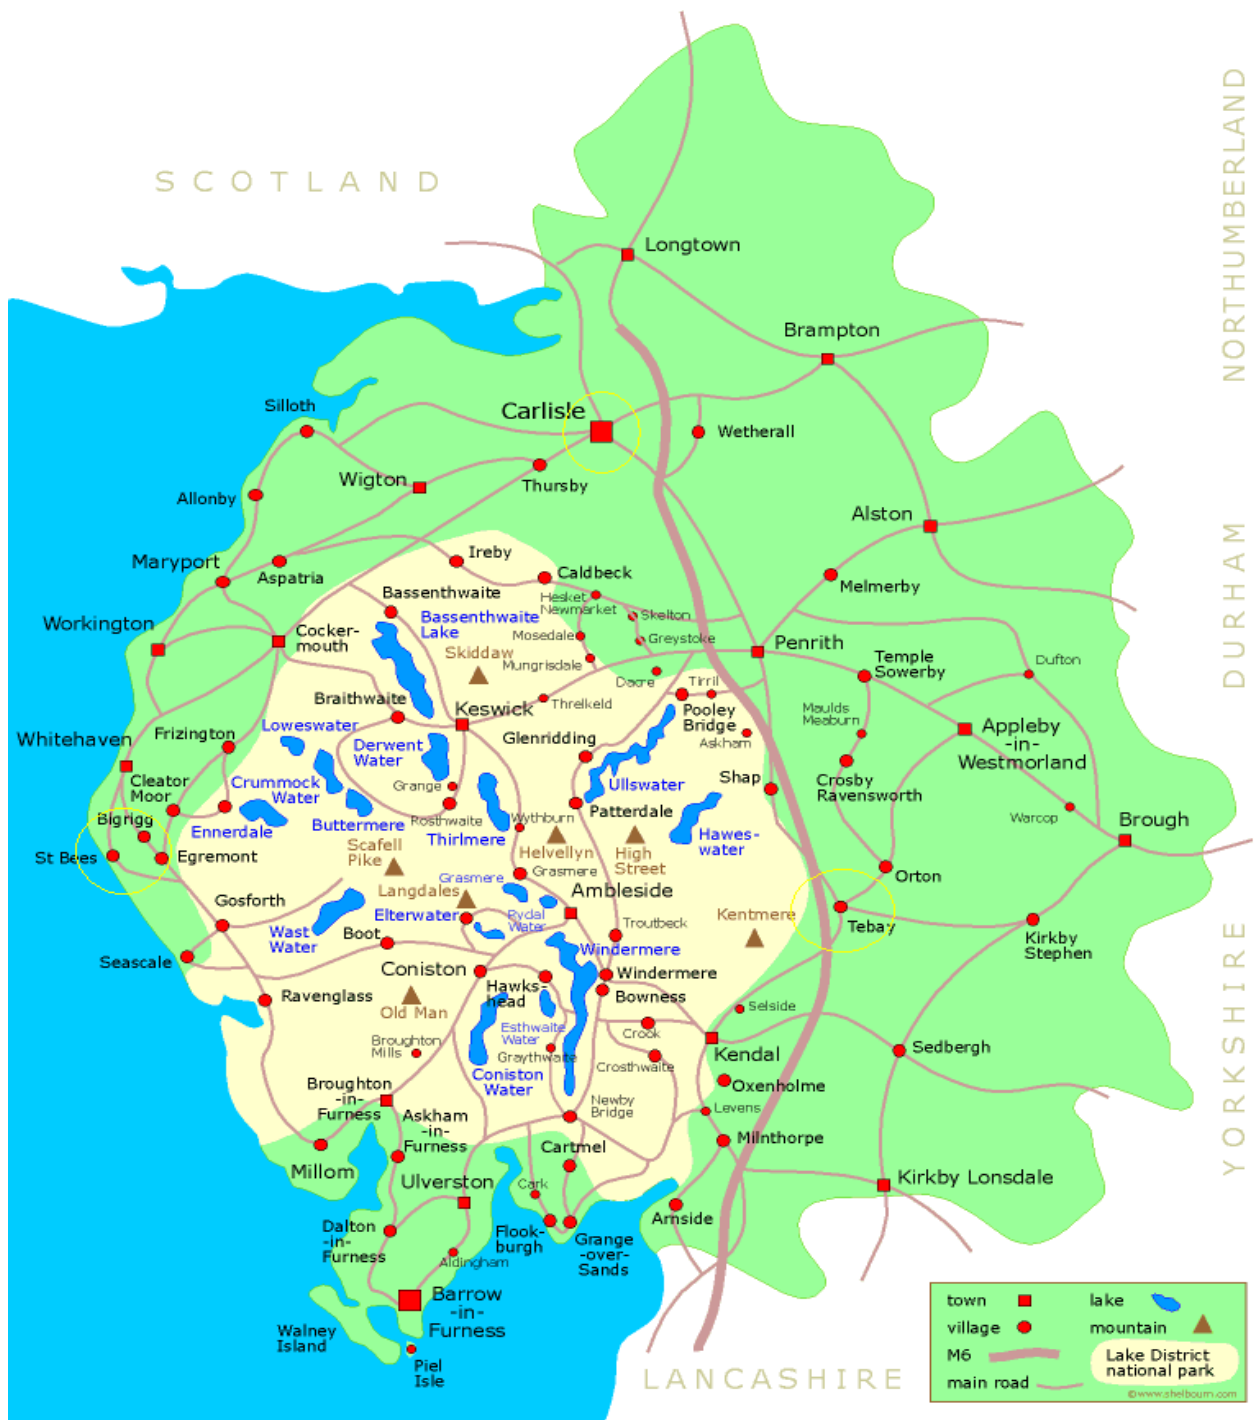 SCOTLAND
NORTHUMBERLAND
Longtown
Brampton
Silloth
Carlisle
Wetherall
Wigton
Thursby
Allonby
Alston
DURHAM
Maryport
Aspatria
Ireby
Caldbeck
Melmerby
Bassenthwaite
Hesket
Newmarket
Skelton
Bassenthwaite
Lake
Workington
Cocker-
mouth
Mosedale
Greystoke
Penrith
Skiddaw
Mungrisdale
Temple
Sowerby
Dufton
Dacre
Tirril
Braithwaite
Keswick
Threlkeld
Pooley
Bridge
Maulds
Meaburn
Loweswater
Whitehaven
Frizington
Derwent
Water
Glenridding
Askham
Appleby
-in-
Westmorland
Cleator
Moor
Crummock
Water
Grange
Ullswater
Shap
Crosby
Ravensworth
Bigrigg
Ennerdale
Buttermere
Rosthwaite
Thirlmere
Wythburn
Patterdale
Warcop
Brough
Hawes-
water
St Bees
Egremont
Scafell
Pike
Helvellyn
High
Street
Grasmere
Grasmere
Orton
Langdales
Ambleside
Gosforth
Elterwater
Rydal
Water
Kentmere
Tebay
Wast
Water
Boot
Troutbeck
Kirkby
Stephen
YORKSHIRE
Seascale
Coniston
Windermere
Windermere
Hawks-
head
Bowness
Ravenglass
Old Man
Selside
Esthwaite
Water
Crook
Broughton
Mills
Graythwaite
Crosthwaite
Kendal
Sedbergh
Coniston
Water
Oxenholme
Broughton
-in-
Furness
Askham
-in-
Furness
Newby
Bridge
Levens
Cartmel
Milnthorpe
Millom
Ulverston
Cark
Kirkby Lonsdale
Dalton
-in-
Furness
Flook-
burgh
Grange
-over-
Sands
Arnside
Aldingham
Barrow
-in-
Furness
Walney
Island
Piel
Isle
LANCASHIRE
town
lake
village
mountain
M6
Lake District
national park
main road
©www.shelbourn.com